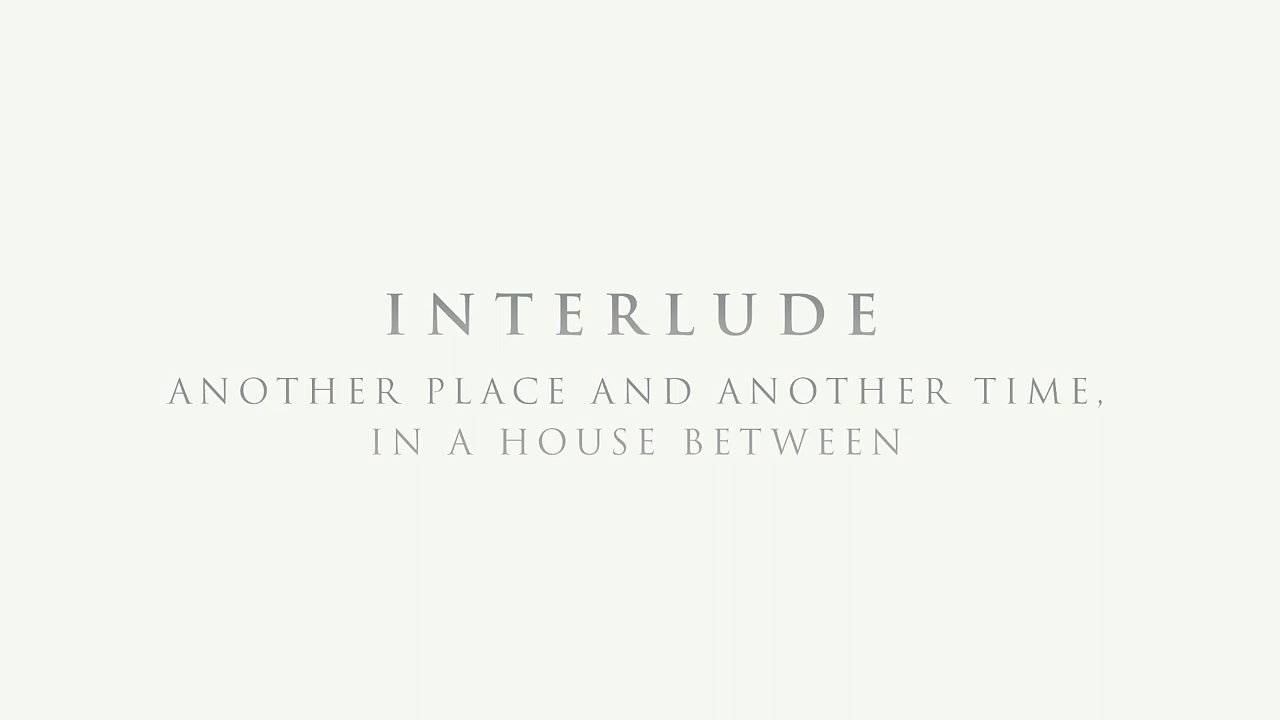 INTERLUDE
ANOTHER PLACE AND ANOTHER TIME,
IN A HOUSE BETWEEN